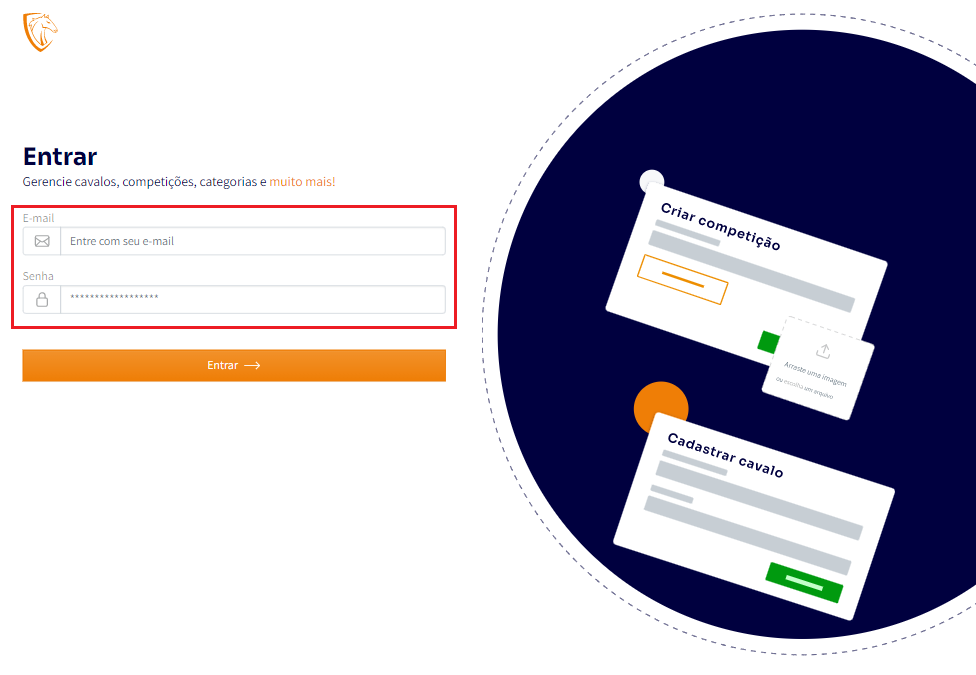 Entrar
Gerencie cavalos, competições, categorias e muito mais!
E-mail
Entre com seu e-mail
Senha
******************
Entrar
Criar competição
Arraste uma imagem
ou escolha um arquivo
Cadastrar cavalo